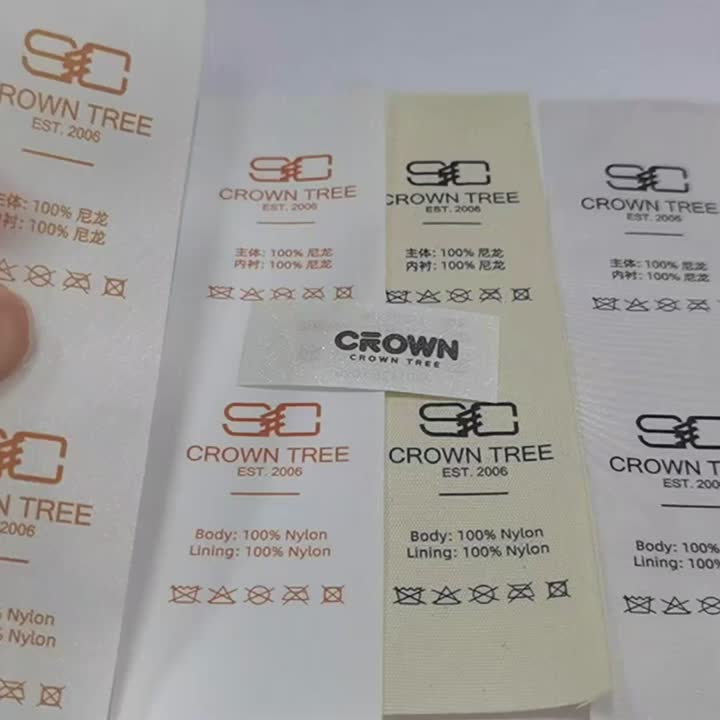 ROWN TREE
EST. 2006
主体: 100% 尼龙
衬: 100% 尼龙
N TREE
2006
Nylon
Nylon
CROWN TREE
EST. 2006
主体: 100% 尼龙
内衬: 100% 尼龙
CROWN TREE
EST. 2006
Body: 100% Nylon
Lining: 100% Nylon
CROWN TREE
EST. 2006
主体: 100% 尼龙
内衬: 100% 尼龙
CROWN
CROWN TREE
CROWN TREE
EST. 2006
Body: 100% Nylon
Lining: 100% Nylon
CROWN TREE
EST. 2006
主体: 100% 尼龙
内衬: 100% 尼龙
CROWN T
EST. 200
Body: 100%
Lining: 100%